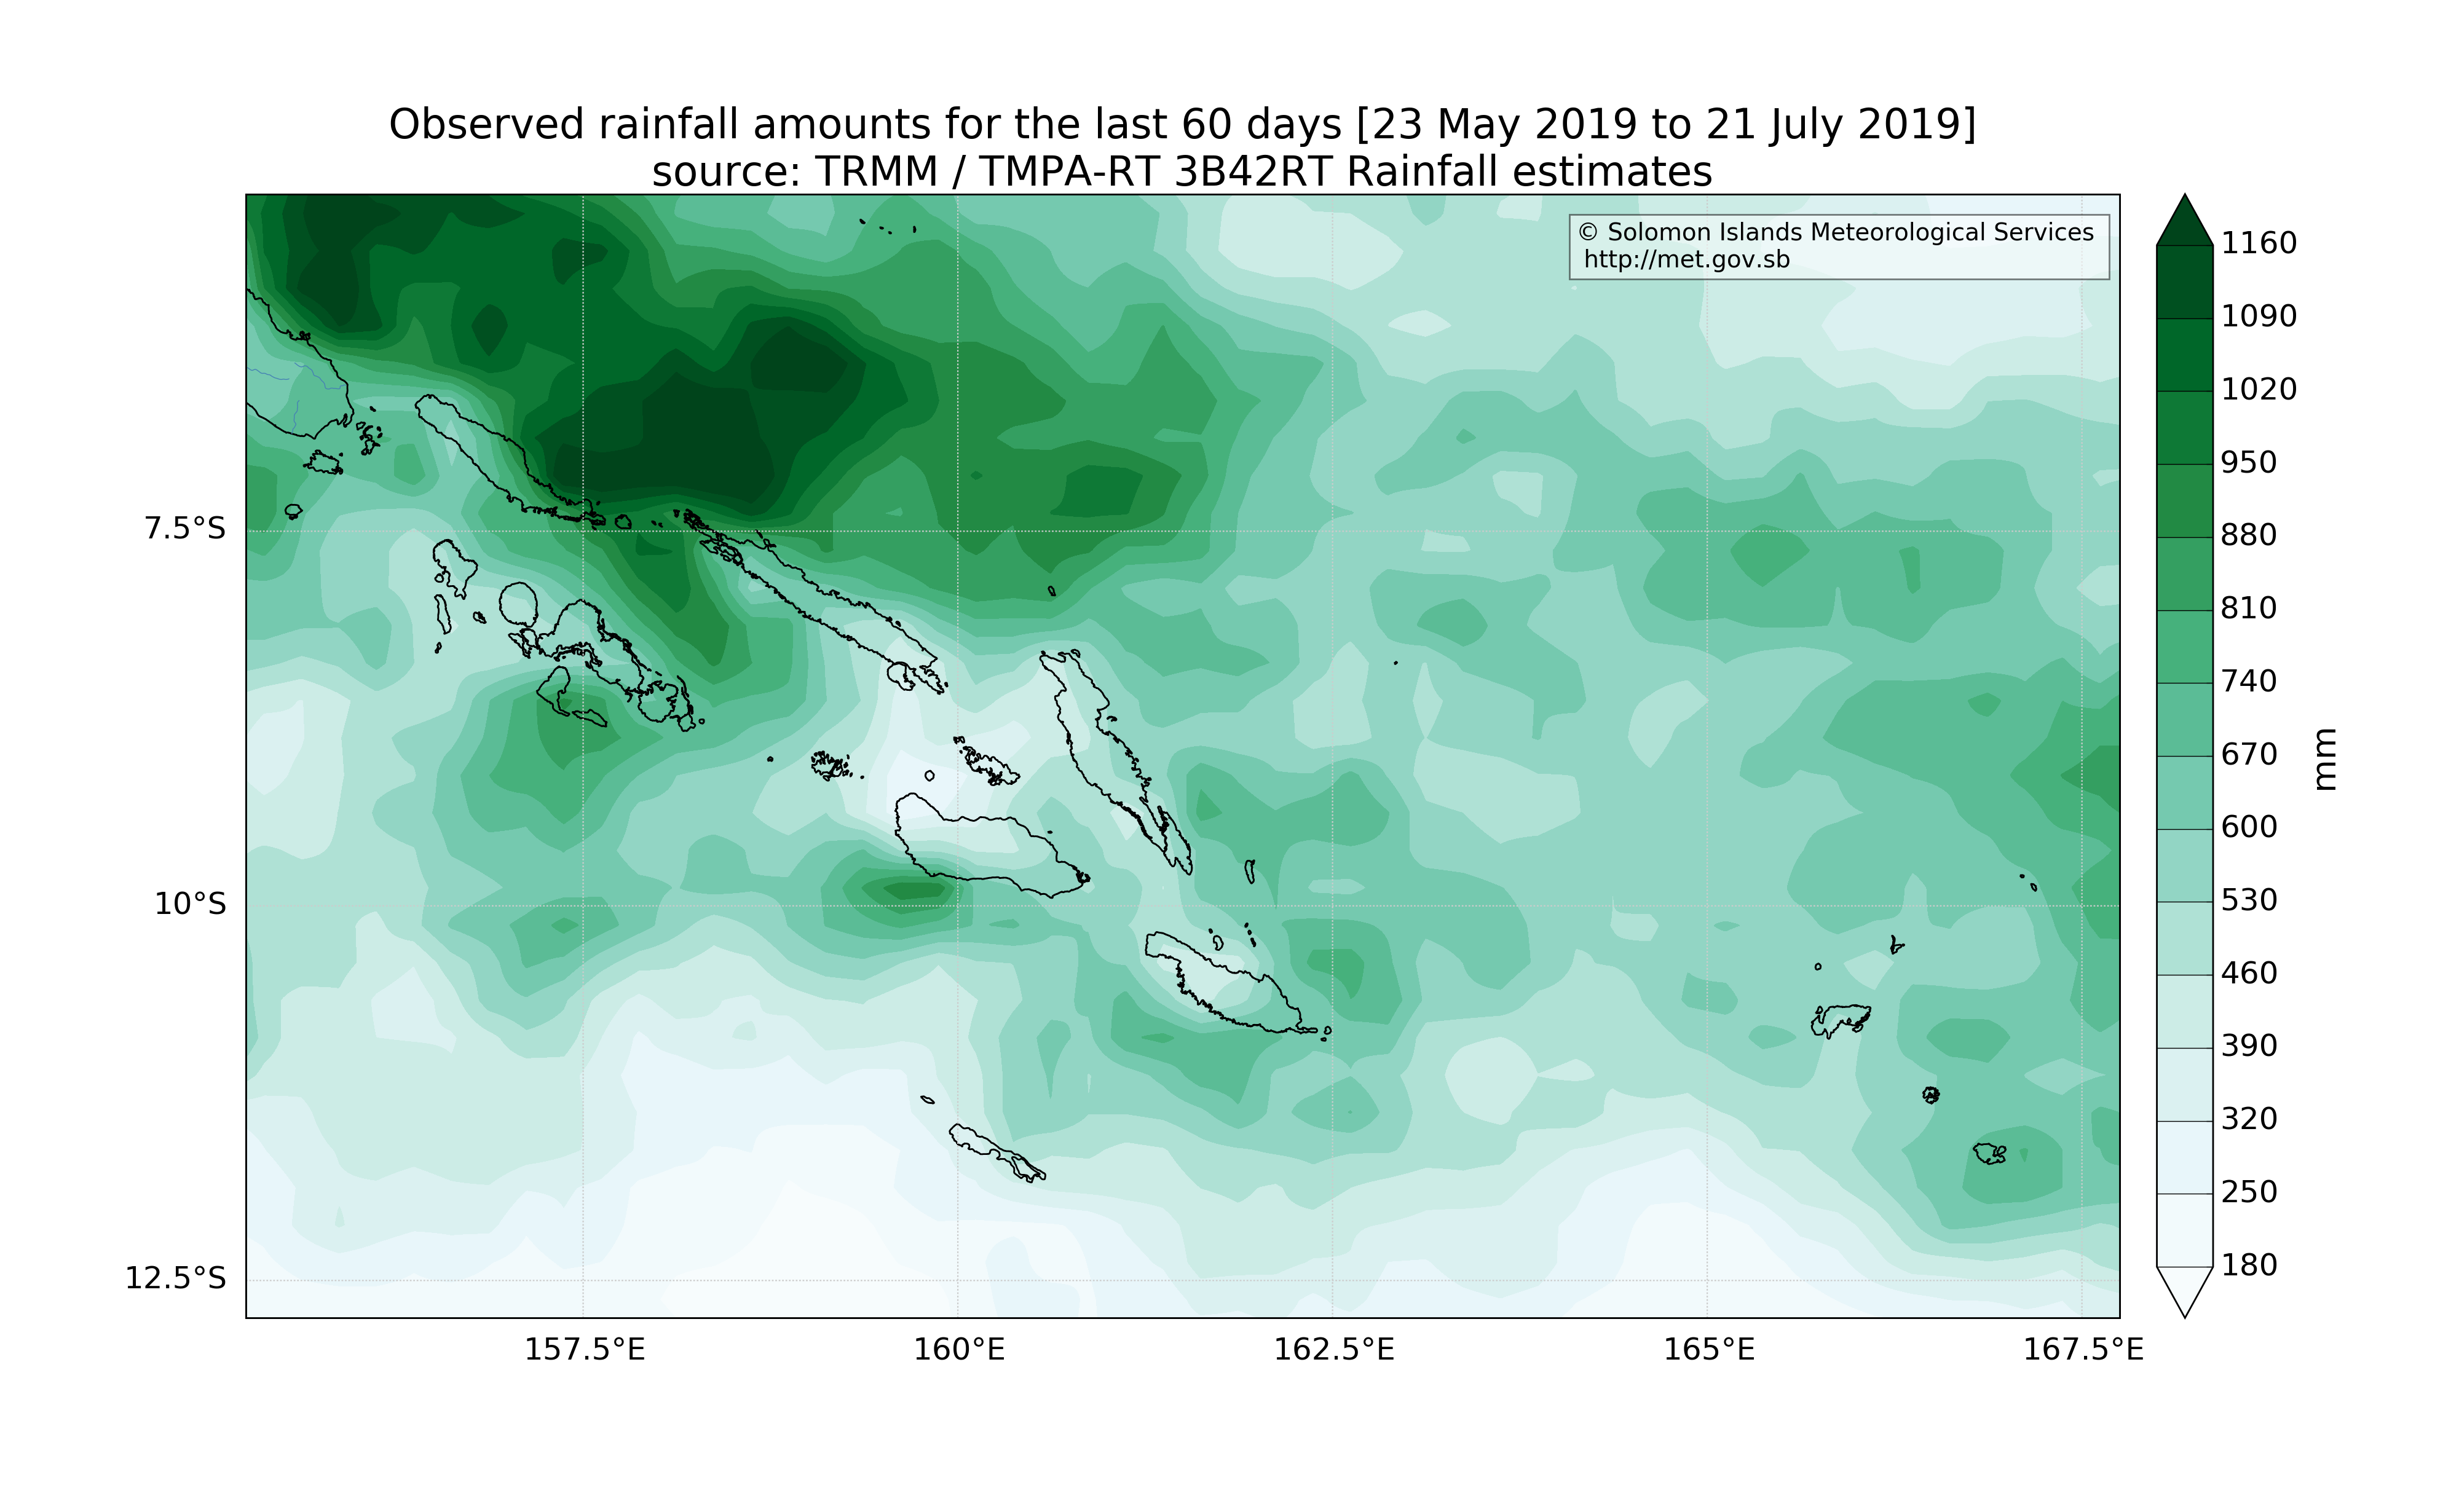 Observed rainfall amounts for the last 60 days [23 May 2019 to 21 July 2019]
source: TRMM / TMPA-RT 3B42RT Rainfall estimates
© Solomon Islands Meteorological Services
http://met.gov.sb
7.5°S
10°S
12.5°S
157.5°E
160°E
162.5°E
165°E
167.5°E
1160
1090
1020
950
880
810
740
670
600
530
460
390
320
250
180
mm